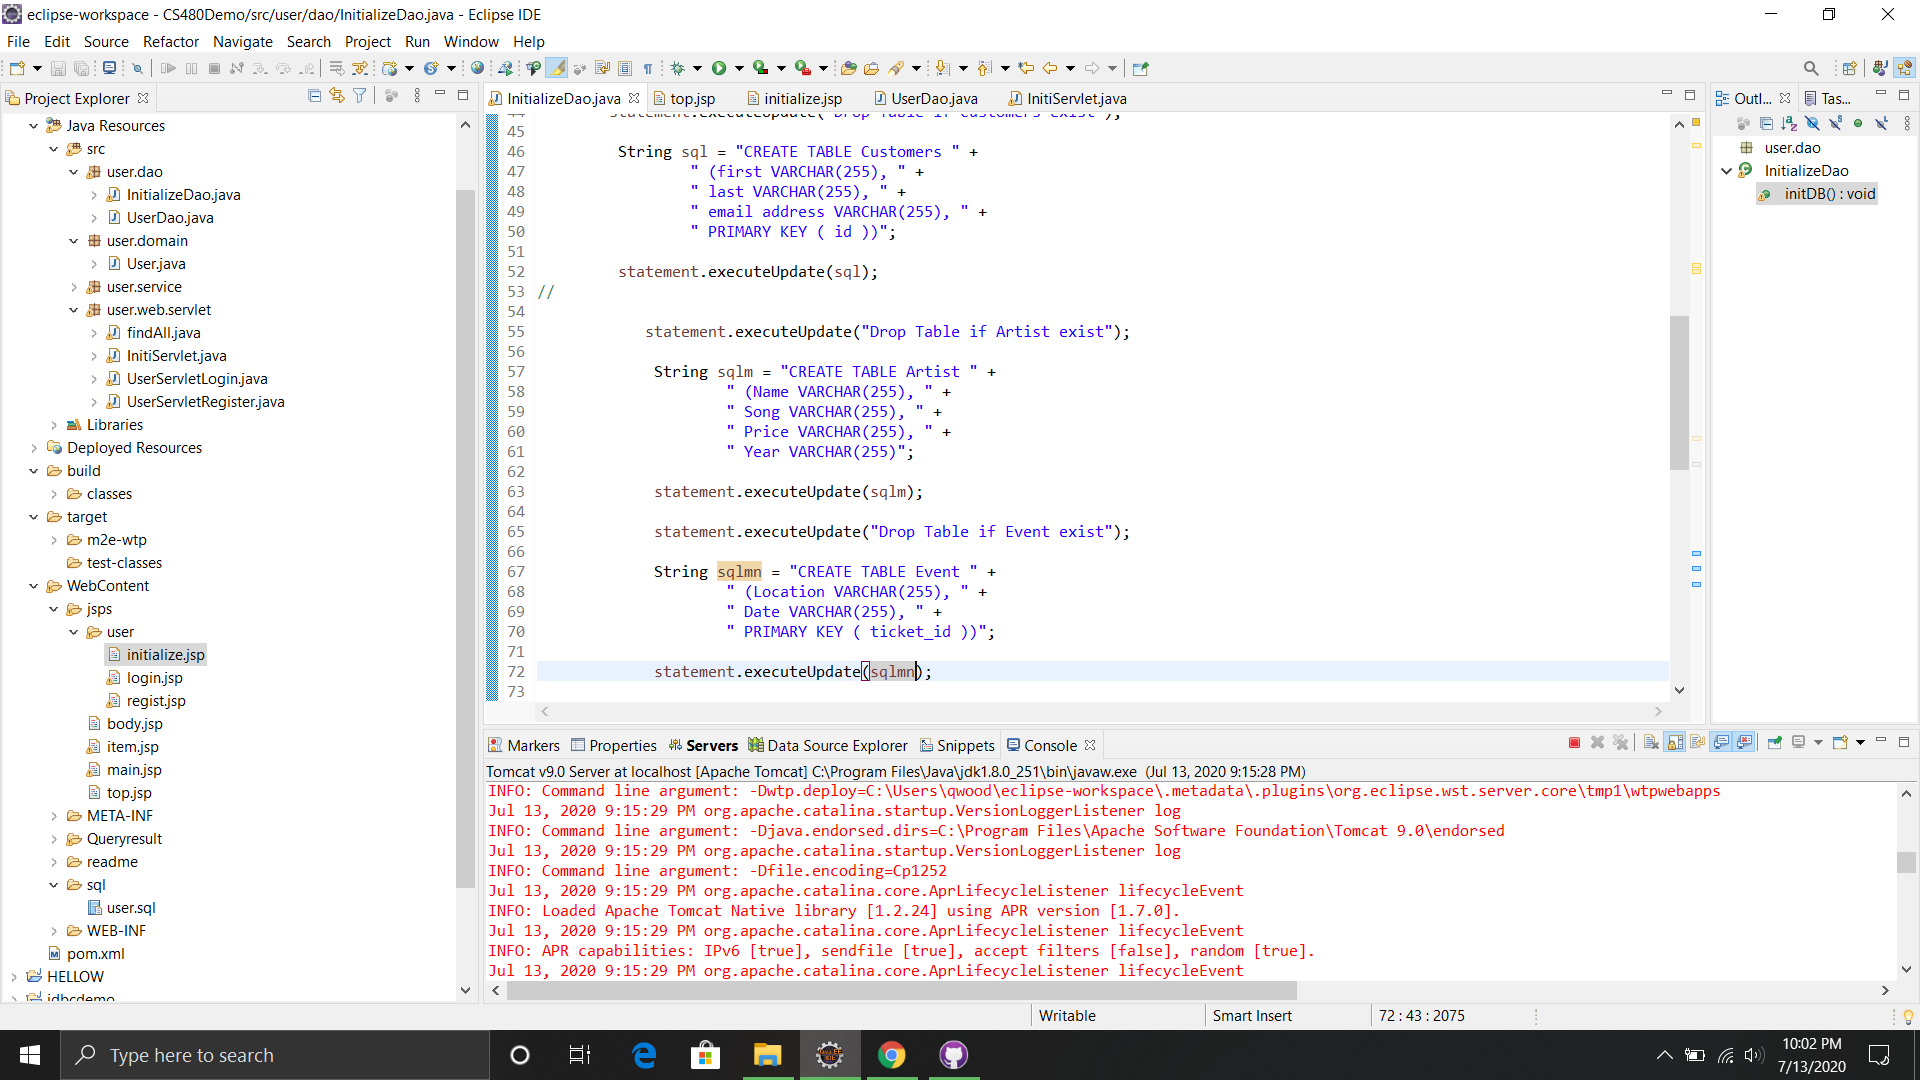 eclipse-workspace - CS480Demo/src/user/dao/InitializeDao.java - Eclipse IDE
File Edit Source Refactor Navigate Search Project Run Window Help
Project Explorer
Java Resources
src
user.dao
InitializeDao.java
UserDao.java
user.domain
User.java
user.service
user.web.servlet
findAll.java
InitiServlet.java
UserServletLogin.java
UserServletRegister.java
Libraries
Deployed Resources
build
classes
target
m2e-wtp
test-classes
WebContent
jsps
user
initialize.jsp
login.jsp
regist.jsp
body.jsp
item.jsp
main.jsp
top.jsp
META-INF
Queryresult
readme
sql
user.sql
WEB-INF
pom.xml
HELLOW
jdbcdemo
InitializeDao.java top.jsp initialize.jsp UserDao.java InitiServlet.java
44 statement.executeUpdate("Drop Table if Customers exist");
45
46 String sql = "CREATE TABLE Customers " +
47 " (first VARCHAR(255), " +
48 " last VARCHAR(255), " +
49 " email address VARCHAR(255), " +
50 " PRIMARY KEY ( id ))";
51
52 statement.executeUpdate(sql);
53 //
54
55 statement.executeUpdate("Drop Table if Artist exist");
56
57 String sqlm = "CREATE TABLE Artist " +
58 " (Name VARCHAR(255), " +
59 " Song VARCHAR(255), " +
60 " Price VARCHAR(255), " +
61 " Year VARCHAR(255)";
62
63 statement.executeUpdate(sqlm);
64
65 statement.executeUpdate("Drop Table if Event exist");
66
67 String sqlmn = "CREATE TABLE Event " +
68 " (Location VARCHAR(255), " +
69 " Date VARCHAR(255), " +
70 " PRIMARY KEY ( ticket_id ))";
71
72 statement.executeUpdate(sqlmn);
73
Outl... Tas...
user.dao
InitializeDao
initDB() : void
Markers Properties Servers Data Source Explorer Snippets Console
Tomcat v9.0 Server at localhost [Apache Tomcat] C:\Program Files\Java\jdk1.8.0_251\bin\javaw.exe (Jul 13, 2020 9:15:28 PM)
INFO: Command line argument: -Dwtp.deploy=C:\Users\qwood\eclipse-workspace\.metadata\.plugins\org.eclipse.wst.server.core\tmp1\wtpwebapps
Jul 13, 2020 9:15:29 PM org.apache.catalina.startup.VersionLoggerListener log
INFO: Command line argument: -Djava.endorsed.dirs=C:\Program Files\Apache Software Foundation\Tomcat 9.0\endorsed
Jul 13, 2020 9:15:29 PM org.apache.catalina.startup.VersionLoggerListener log
INFO: Command line argument: -Dfile.encoding=Cp1252
Jul 13, 2020 9:15:29 PM org.apache.catalina.core.AprLifecycleListener lifecycleEvent
INFO: Loaded Apache Tomcat Native library [1.2.24] using APR version [1.7.0].
Jul 13, 2020 9:15:29 PM org.apache.catalina.core.AprLifecycleListener lifecycleEvent
INFO: APR capabilities: IPv6 [true], sendfile [true], accept filters [false], random [true].
Jul 13, 2020 9:15:29 PM org.apache.catalina.core.AprLifecycleListener lifecycleEvent
Writable Smart Insert 72 : 43 : 2075
Type here to search
10:02 PM
7/13/2020